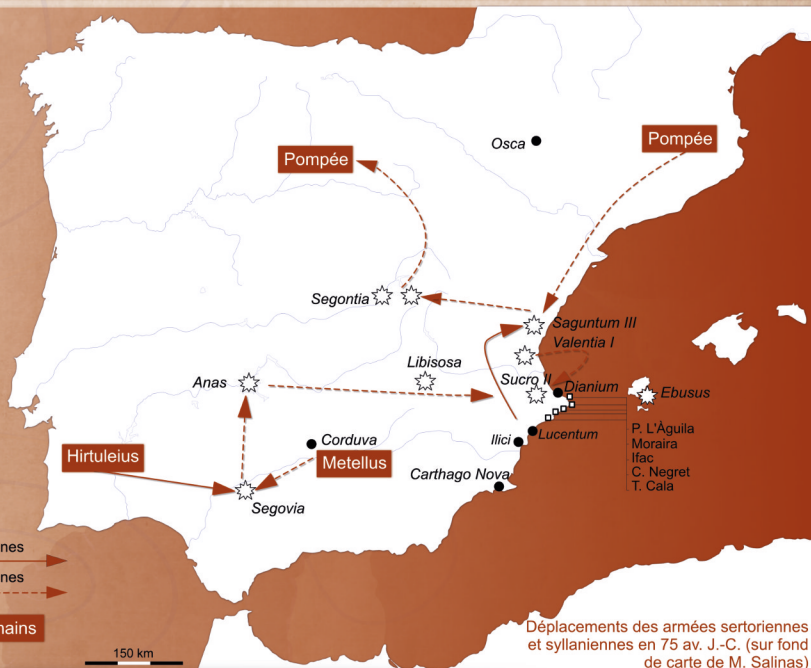 Osca
Pompée
Pompée
Segontia
Saguntum III
Valentia I
Libisosa
Anas
Sucro II
Dianium
Ebusus
P. L'Àguila
Moraira
Ifac
C. Negret
T. Cala
Lucentum
Ilici
Corduva
Hirtuleius
Metellus
Carthago Nova
Segovia
nes
nes
nains
150 km
Déplacements des armées sertoriennes
et syllaniennes en 75 av. J.-C. (sur fond
de carte de M. Salinas)